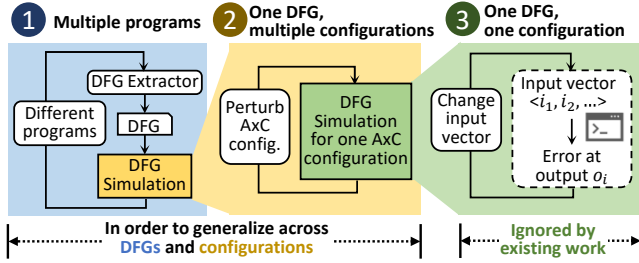 1 Multiple programs
DFG Extractor
Different
programs
DFG
DFG
Simulation
2 One DFG,
multiple configurations
Perturb
AxC
config.
DFG
Simulation
for one AxC
configuration
3 One DFG,
one configuration
Change
input
vector
Input vector
<i₁, i₂, …>
Error at
output oᵢ
In order to generalize across
DFGs and configurations
Ignored by
existing work